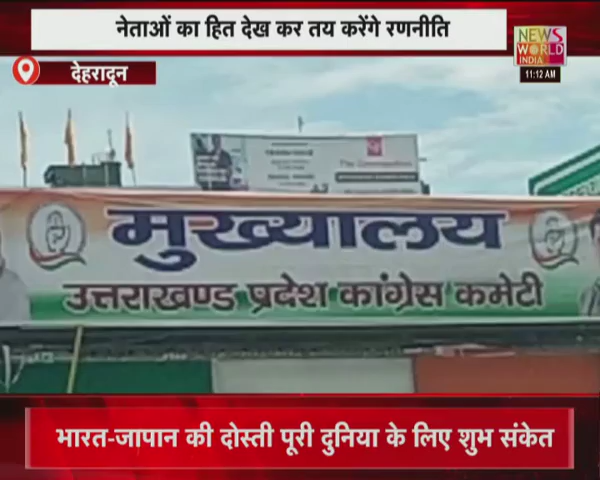 नेताओं का हित देख कर तय करेंगे रणनीति
NEWS
WORLD
INDIA
11:12 AM
देहरादून
मुख्यालय
उत्तराखण्ड प्रदेश कांग्रेस कमेटी
भारत-जापान की दोस्ती पूरी दुनिया के लिए शुभ संकेत